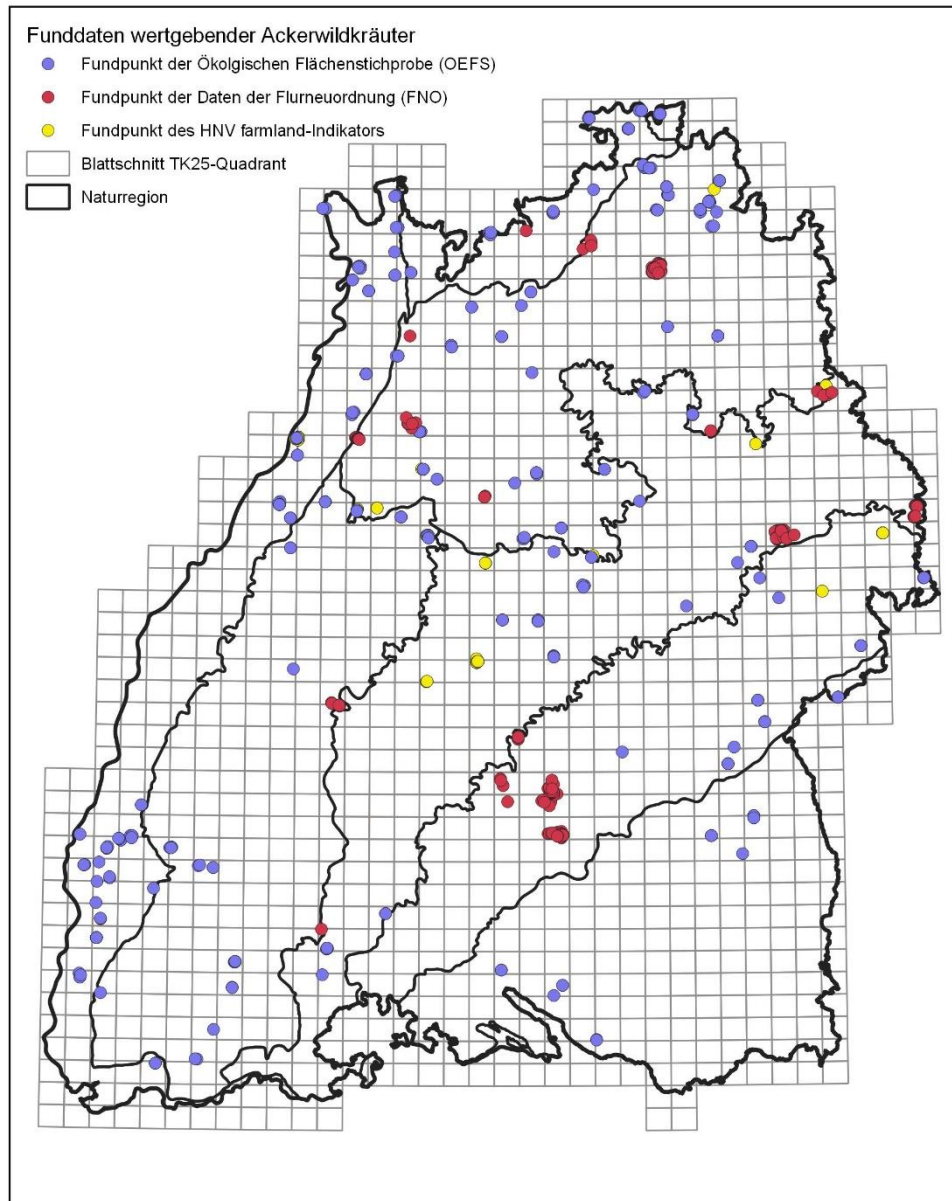 Funddaten wertgebender Ackerwildkräuter
Fundpunkt der Ökolgischen Flächenstichprobe (OEFS)
Fundpunkt der Daten der Flurneuordnung (FNO)
Fundpunkt des HNV farmland-Indikators
Blattschnitt TK25-Quadrant
Naturregion